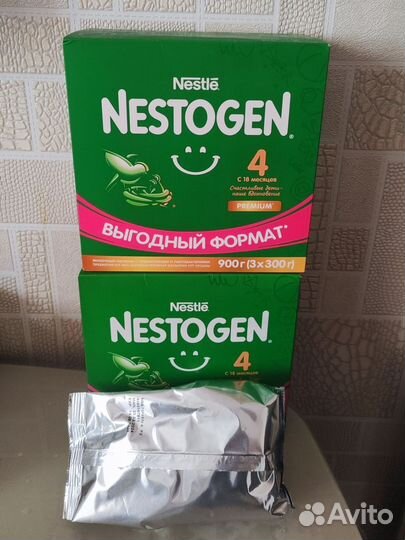 Nestlé
NESTOGEN®
4
С 18 месяцев
Счастливые дети-
наше вдохновение
PREMIUM
ВЫГОДНЫЙ ФОРМАТ*
900 г (3 x 300 г)
Nestlé
NESTOGEN®
4
С 18 месяцев
Avito